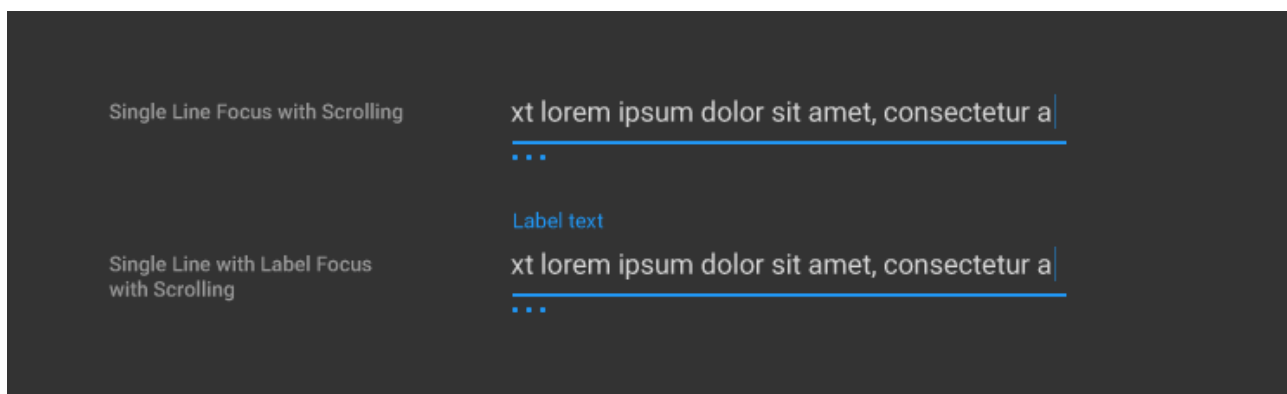 Single Line Focus with Scrolling
xt lorem ipsum dolor sit amet, consectetur a
...
Label text
Single Line with Label Focus
with Scrolling
xt lorem ipsum dolor sit amet, consectetur a
...